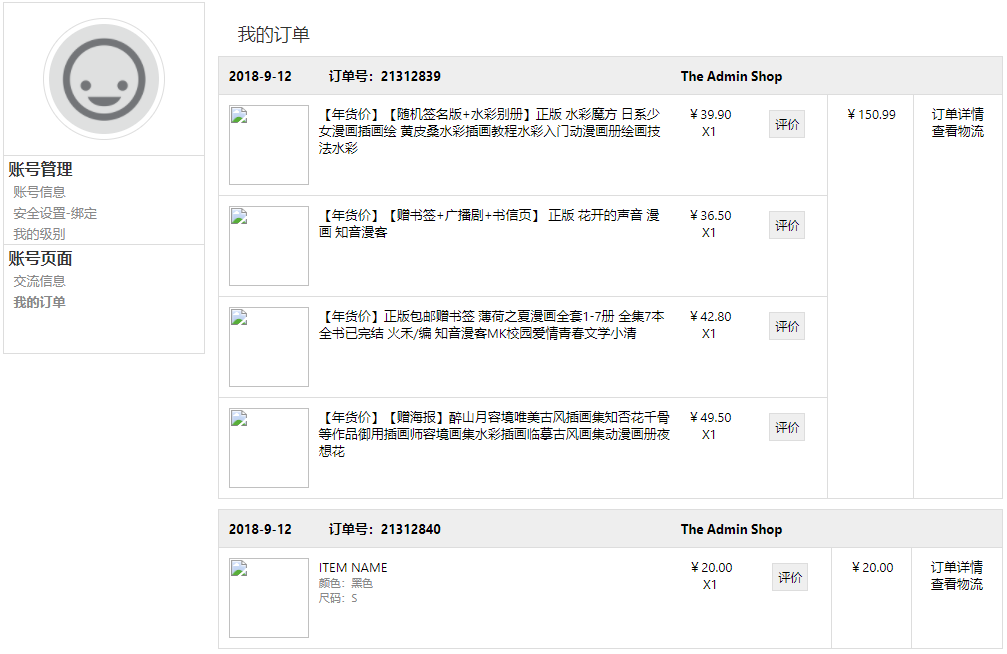 账号管理
账号信息
安全设置-绑定
我的级别
账号页面
交流信息
我的订单
我的订单
2018-9-12 订单号：21312839 The Admin Shop
【年货价】【随机签名版+水彩别册】正版 水彩魔方 日系少
女漫画插画绘 黄皮桑水彩插画教程水彩入门动漫画册绘画技
法水彩
￥39.90
X1
评价
￥150.99
订单详情
查看物流
【年货价】【赠书签+广播剧+书信页】 正版 花开的声音 漫
画 知音漫客
￥36.50
X1
评价
【年货价】正版包邮赠书签 薄荷之夏漫画全套1-7册 全集7本
全书已完结 火禾/编 知音漫客MK校园爱情青春文学小清
￥42.80
X1
评价
【年货价】【赠海报】醉山月容境唯美古风插画集知否花千骨
等作品御用插画师容境画集水彩插画临摹古风画集动漫画册夜
想花
￥49.50
X1
评价
2018-9-12 订单号：21312840 The Admin Shop
ITEM NAME
颜色：黑色
尺码：S
￥20.00
X1
评价
￥20.00
订单详情
查看物流